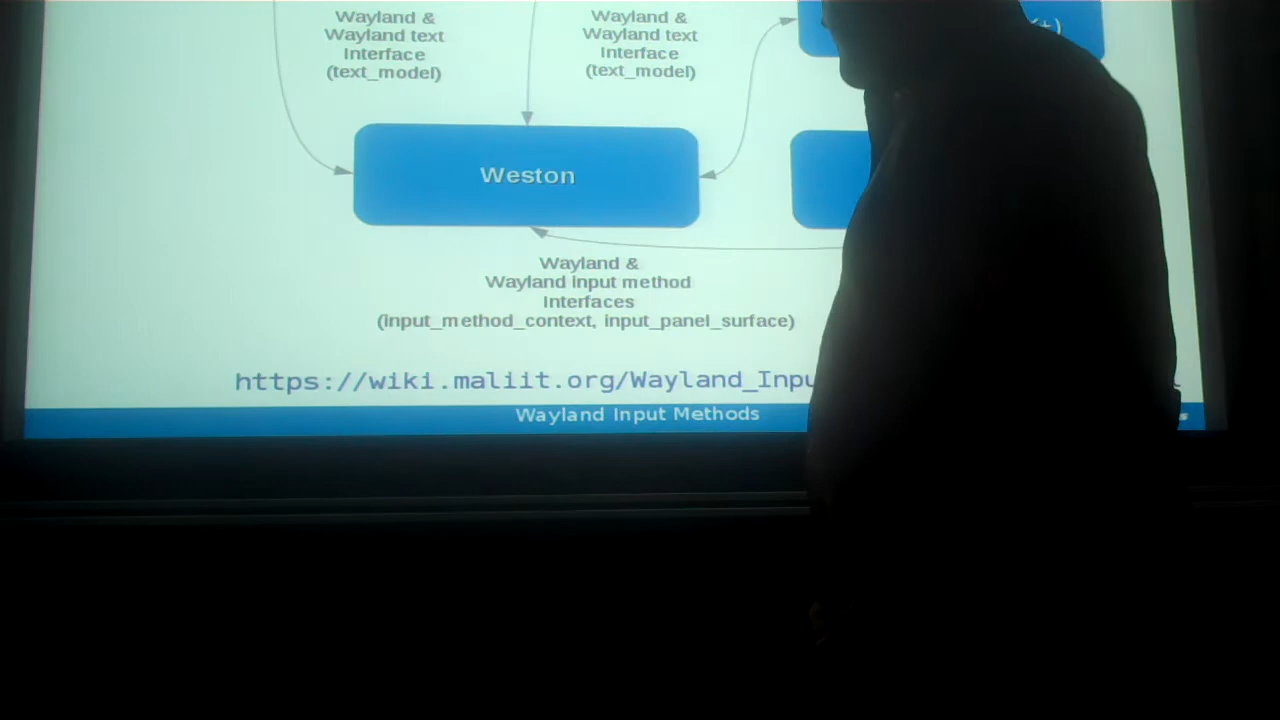 Wayland &
Wayland text
Interface
(text_model)
Wayland &
Wayland text
Interface
(text_model)
Weston
Wayland &
Wayland input method
Interfaces
(input_method_context, input_panel_surface)
https://wiki.maliit.org/Wayland_Inpu
Wayland Input Methods